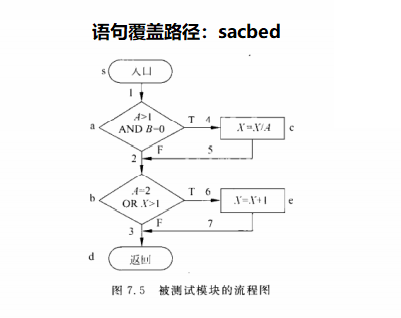 语句覆盖路径：sacbed
s 入口
1
A>1
AND B=0
T 4
X=X/A
a
c
F
5
2
A=2
OR X>1
T 6
X=X+1
b
e
F
7
3
d 返回
图 7.5 被测试模块的流程图